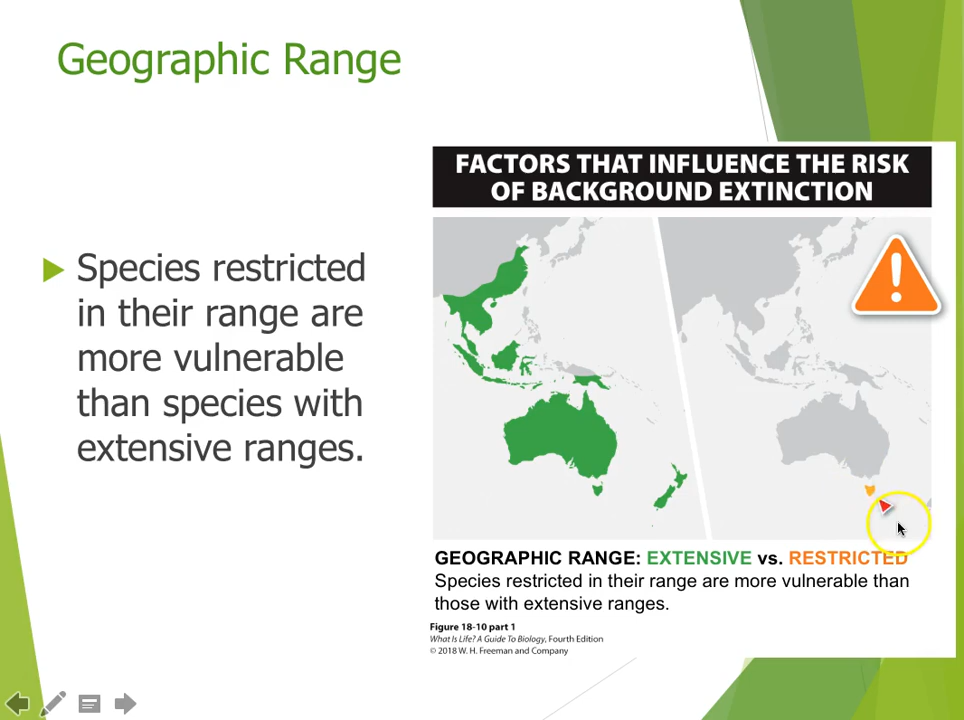 Geographic Range
Species restricted
in their range are
more vulnerable
than species with
extensive ranges.
FACTORS THAT INFLUENCE THE RISK
OF BACKGROUND EXTINCTION
!
GEOGRAPHIC RANGE: EXTENSIVE vs. RESTRICTED
Species restricted in their range are more vulnerable than
those with extensive ranges.
Figure 18-10 part 1
What Is Life? A Guide To Biology, Fourth Edition
© 2018 W. H. Freeman and Company